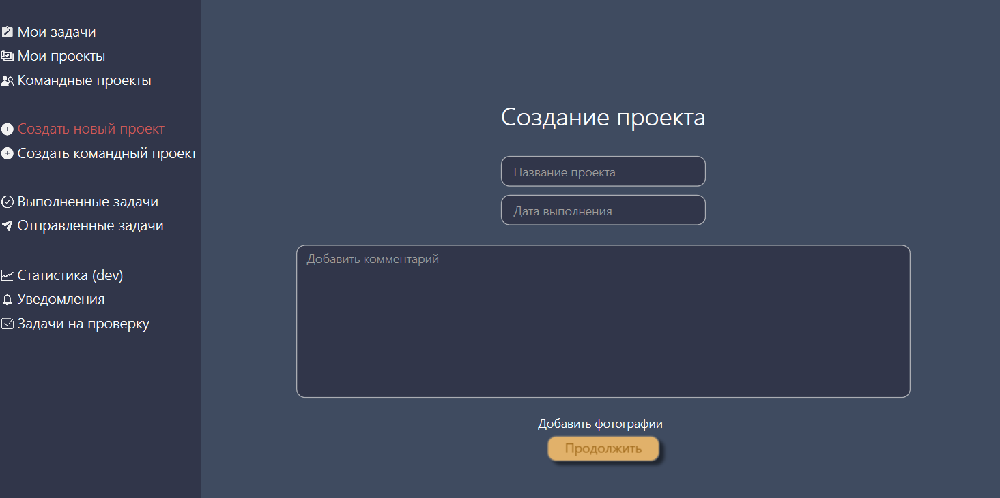 Мои задачи
Мои проекты
Командные проекты
Создать новый проект
Создать командный проект
Выполненные задачи
Отправленные задачи
Статистика (dev)
Уведомления
Задачи на проверку
Создание проекта
Название проекта
Дата выполнения
Добавить комментарий
Добавить фотографии
Продолжить